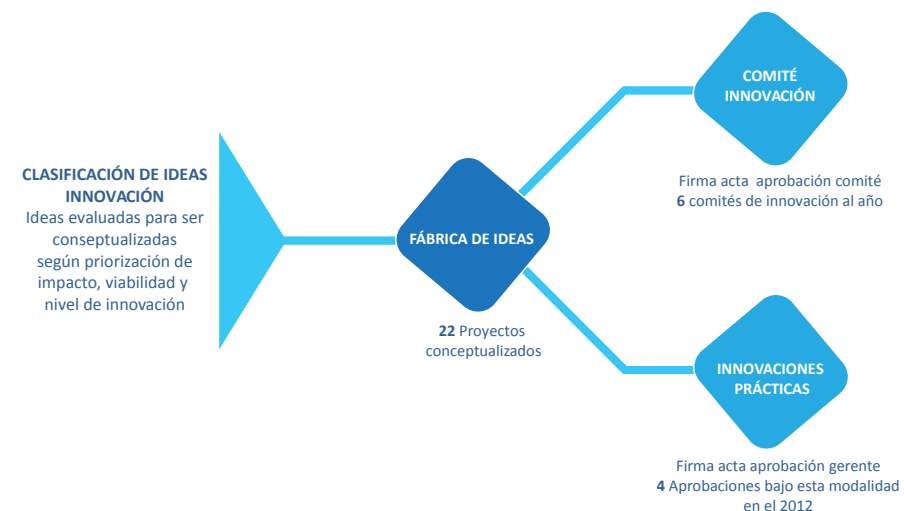 CLASIFICACIÓN DE IDEAS
INNOVACIÓN
Ideas evaluadas para ser
conseptualizadas
según priorización de
impacto, viabilidad y
nivel de innovación
FÁBRICA DE IDEAS
22 Proyectos
conceptualizados
COMITÉ
INNOVACIÓN
Firma acta aprobación comité
6 comités de innovación al año
INNOVACIONES
PRÁCTICAS
Firma acta aprobación gerente
4 Aprobaciones bajo esta modalidad
en el 2012